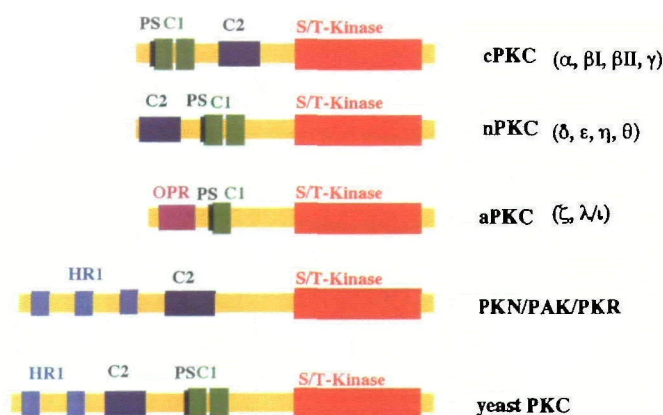 S/T-Kinase
PS C1 C2
cPKC (α, βI, βII, γ)
S/T-Kinase
C2 PS C1
nPKC (δ, ε, η, θ)
S/T-Kinase
OPR PS C1
aPKC (ζ, λ/ι)
S/T-Kinase
HR1 C2
PKN/PAK/PKR
S/T-Kinase
HR1 C2 PS C1
yeast PKC